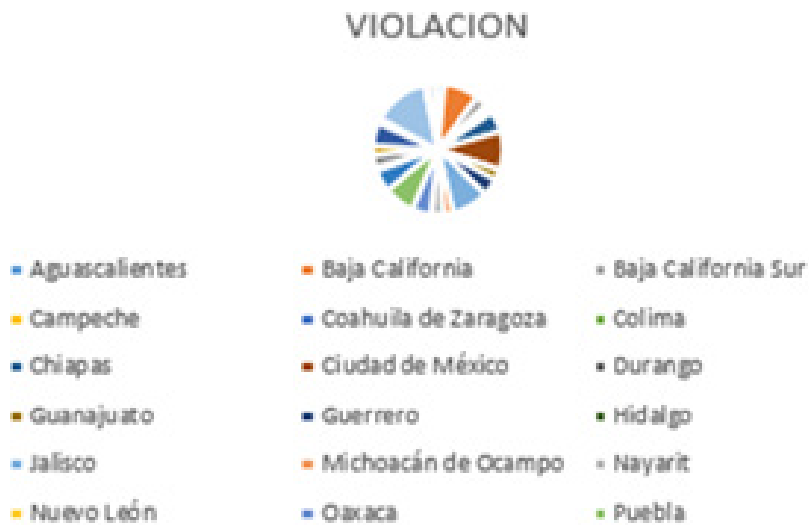 VIOLACION
Aguascalientes Baja California Baja California Sur
Campeche Coahuila de Zaragoza Colima
Chiapas Ciudad de México Durango
Guanajuato Guerrero Hidalgo
Jalisco Michoacán de Ocampo Nayarit
Nuevo León Oaxaca Puebla